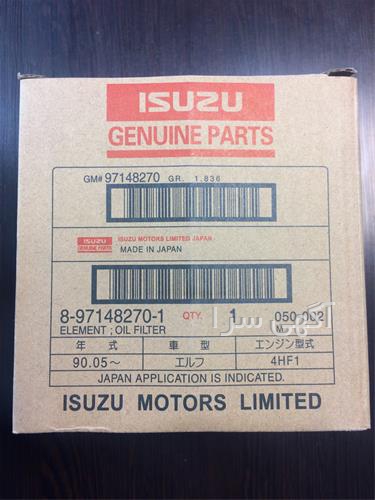 ISUZU
GENUINE PARTS
GM# 97148270 GR. 1.836
ISUZU
GENUINE PARTS
ISUZU MOTORS LIMITED JAPAN
MADE IN JAPAN
8-97148270-1 QTY. 1 050-002
ELEMENT ; OIL FILTER M
آگهی سرا
年式 車型 エンジン型式
90.05～ エルフ 4HF1
JAPAN APPLICATION IS INDICATED.
ISUZU MOTORS LIMITED